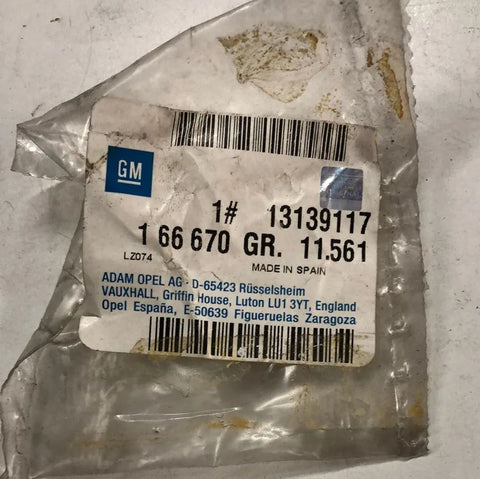 GM
1# 13139117
1 66 670 GR. 11.561
LZ074 MADE IN SPAIN
ADAM OPEL AG · D-65423 Rüsselsheim
VAUXHALL, Griffin House, Luton LU1 3YT, England
Opel España, E-50639 Figueruelas Zaragoza